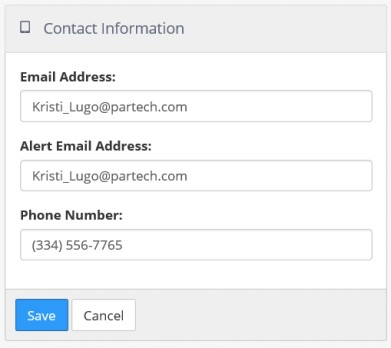 Contact Information
Email Address:
Kristi_Lugo@partech.com
Alert Email Address:
Kristi_Lugo@partech.com
Phone Number:
(334) 556-7765
Save Cancel